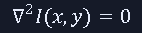 ∇²I(x, y) = 0